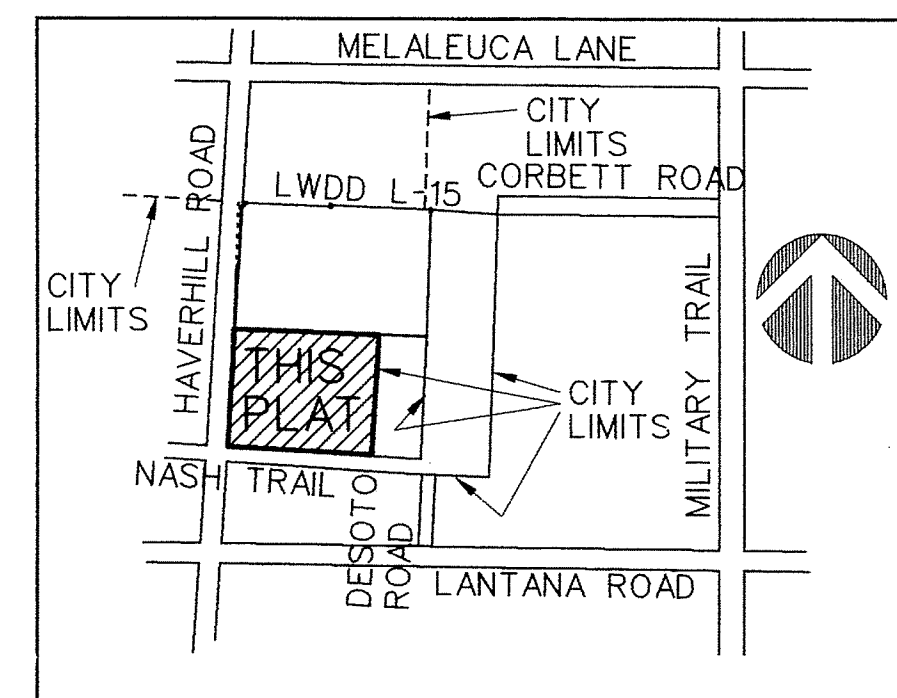 MELALEUCA LANE
CITY
LIMITS
HAVERHILL ROAD
LWDD L-15
CORBETT ROAD
CITY
LIMITS
THIS
PLAT
CITY
LIMITS
MILITARY TRAIL
NASH TRAIL
DESOTO
ROAD
LANTANA ROAD